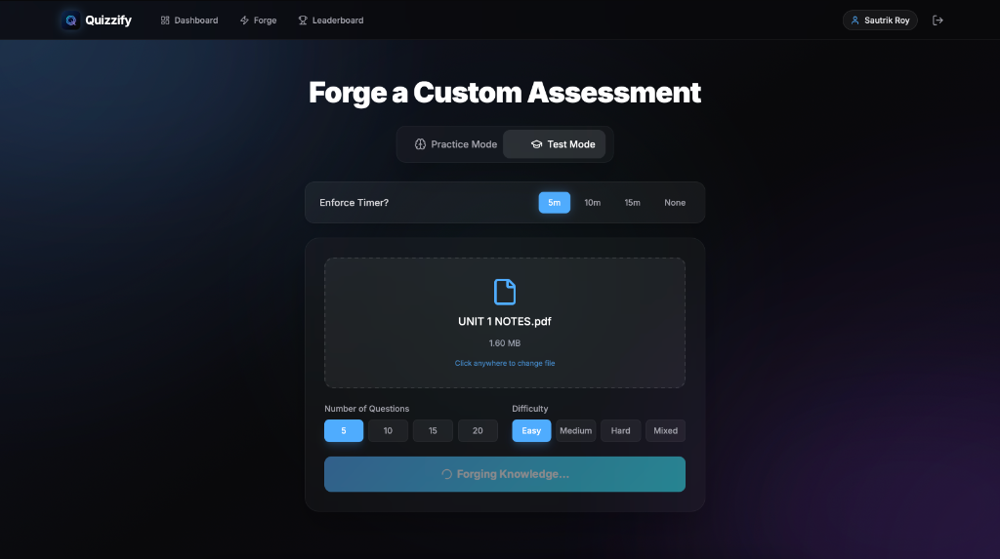 Quizzify Dashboard Forge Leaderboard Sautrik Roy
Forge a Custom Assessment
Practice Mode Test Mode
Enforce Timer? 5m 10m 15m None
UNIT 1 NOTES.pdf
1.60 MB
Click anywhere to change file
Number of Questions Difficulty
5 10 15 20 Easy Medium Hard Mixed
Forging Knowledge...